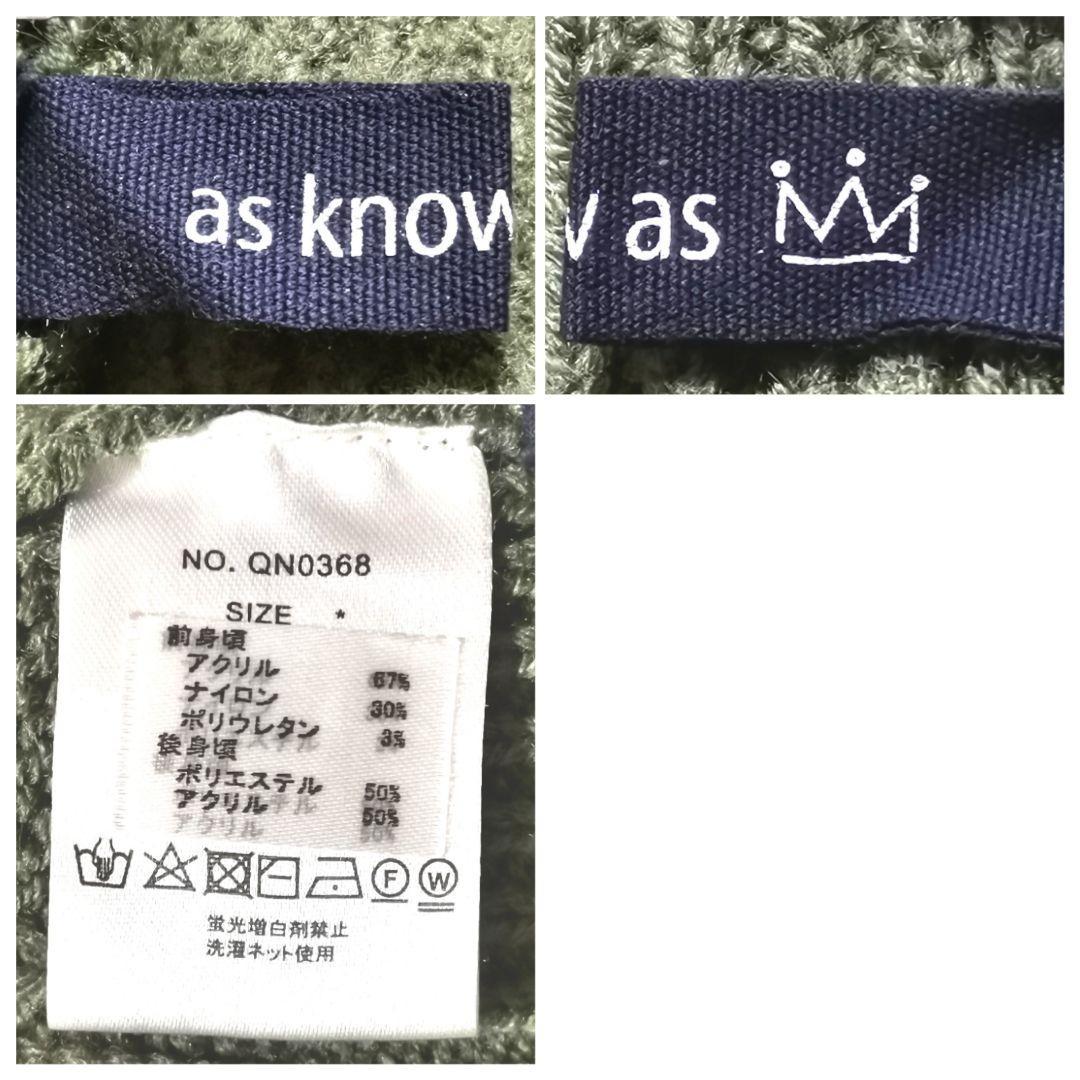 as know
w as
NO. QN0368
SIZE *
前身頃
アクリル 67%
ナイロン 30%
ポリウレタン 3%
後身頃
ポリエステル 50%
アクリル 50%
F W
蛍光増白剤禁止
洗濯ネット使用